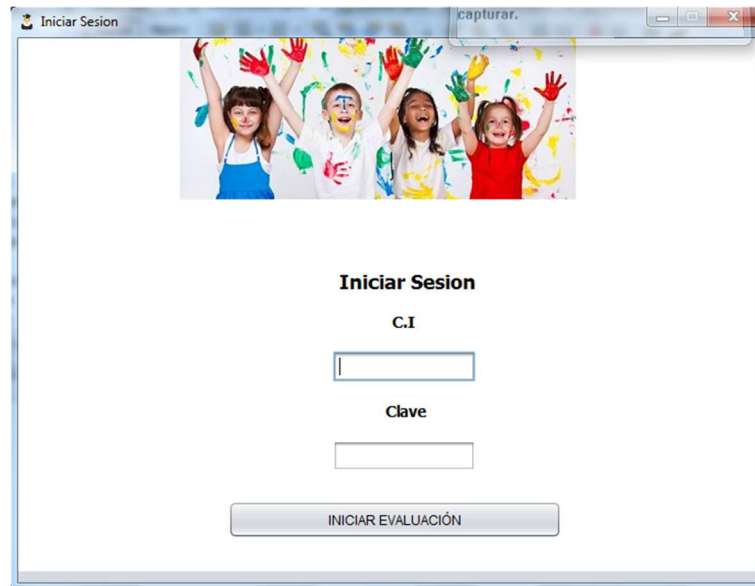 Iniciar Sesion
capturar.
Iniciar Sesion
C.I
Clave
INICIAR EVALUACIÓN